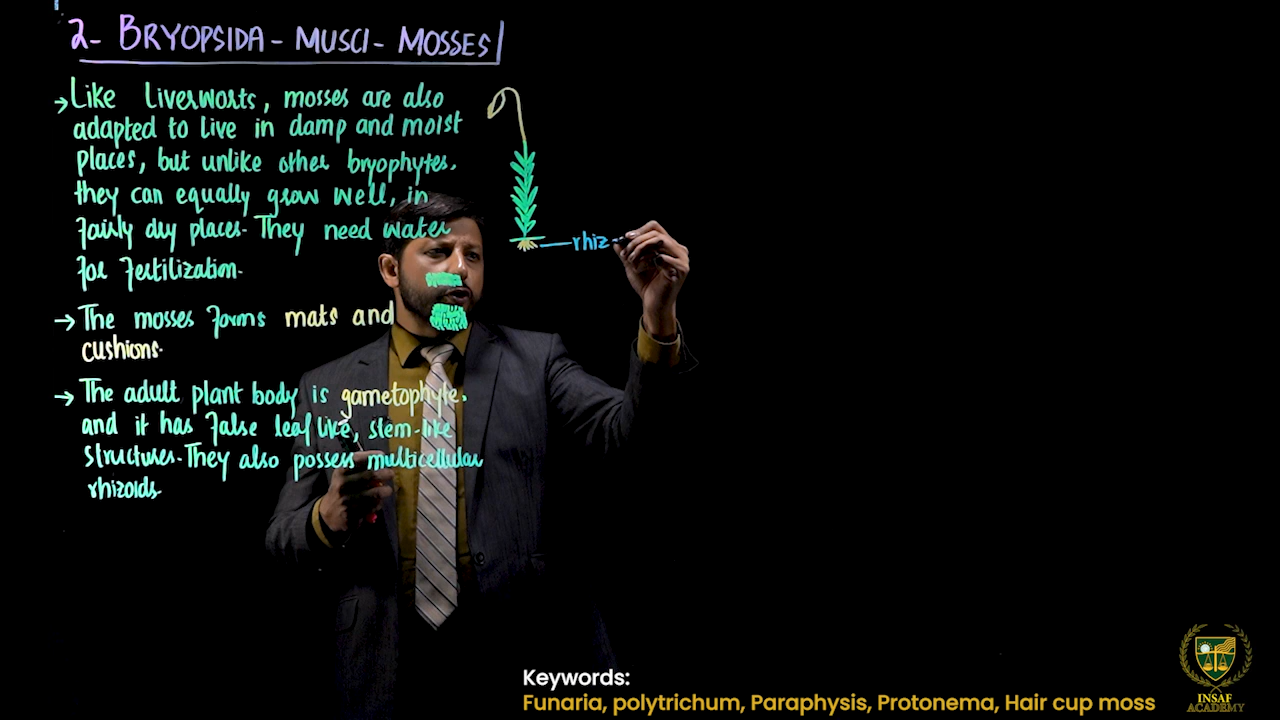 2- BRYOPSIDA - MUSCI - MOSSES
→ Like Liverworts, mosses are also
adapted to live in damp and moist
places, but unlike other bryophytes.
they can equally grow well, in
fairly dry places. They need water
for fertilization.
→ The mosses forms mats and
cushions.
→ The adult plant body is gametophyte.
and it has false leaf like, stem-like
structures. They also possess multicellular
rhizoids.
rhiz
Keywords:
Funaria, polytrichum, Paraphysis, Protonema, Hair cup moss
INSAF
ACADEMY